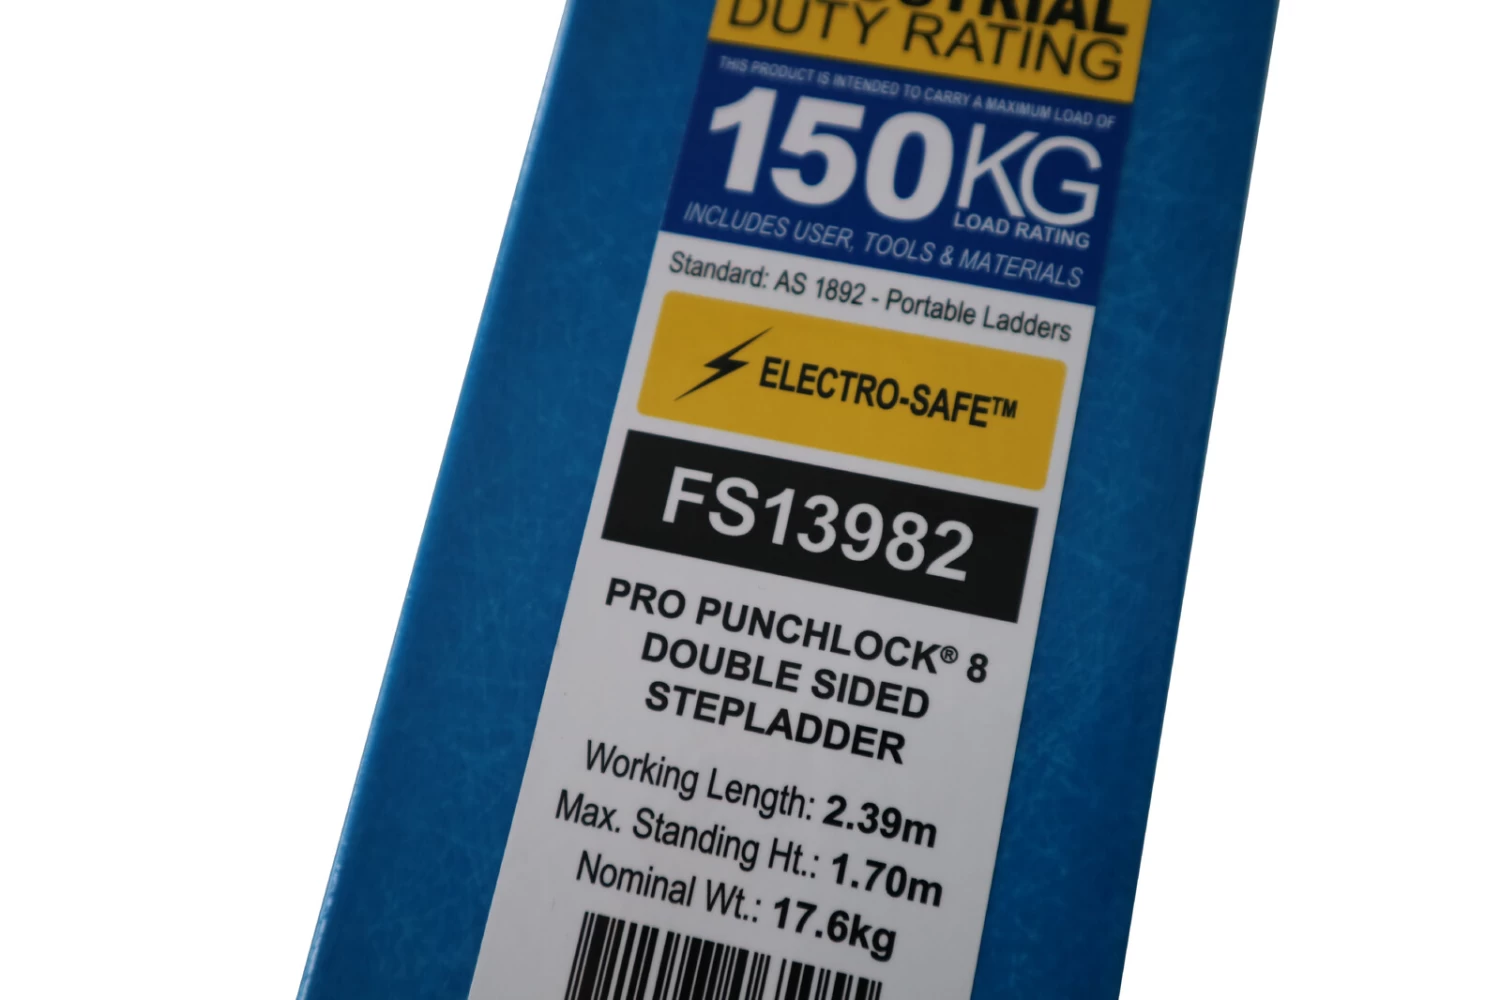 DUTY RATING
THIS PRODUCT IS INTENDED TO CARRY A MAXIMUM LOAD OF
150KG
LOAD RATING
INCLUDES USER, TOOLS & MATERIALS
Standard: AS 1892 - Portable Ladders
ELECTRO-SAFE™
FS13982
PRO PUNCHLOCK® 8
DOUBLE SIDED
STEPLADDER
Working Length: 2.39m
Max. Standing Ht.: 1.70m
Nominal Wt.: 17.6kg